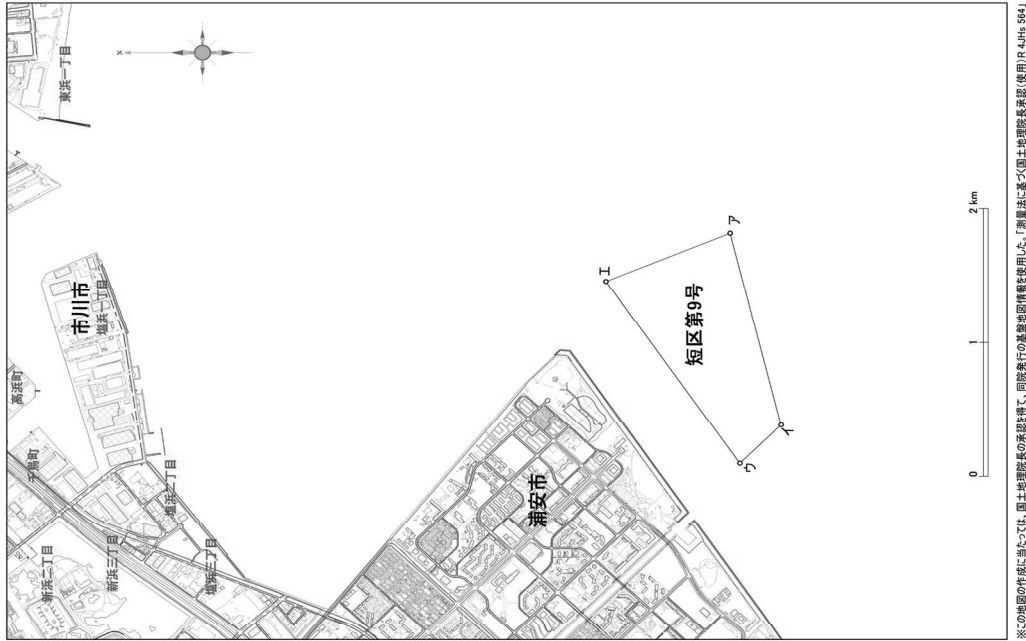 N
東浜一丁目
市川市
塩浜一丁目
高浜町
千鳥町
塩浜二丁目
新浜二丁目
新浜三丁目
塩浜三丁目
浦安市
短区第9号
エ
ア
ウ
イ
0 1 2 km
この地図の作成に当たっては、国土地理院長の承認を得て、同院発行の基盤地図情報を使用した。「測量法に基づく国土地理院長承認(使用)R 4JHs 564」